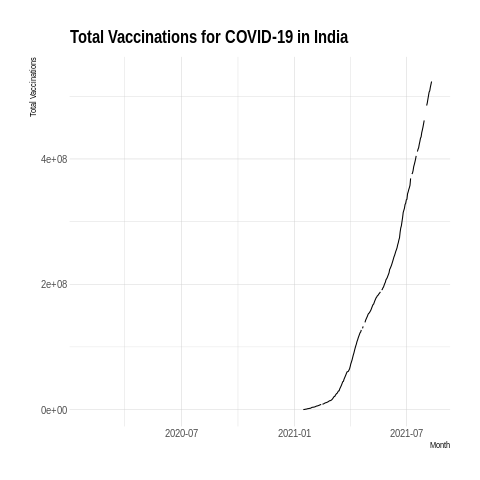 Total Vaccinations for COVID-19 in India
Total Vaccinations
4e+08
2e+08
0e+00
2020-07
2021-01
2021-07
Month